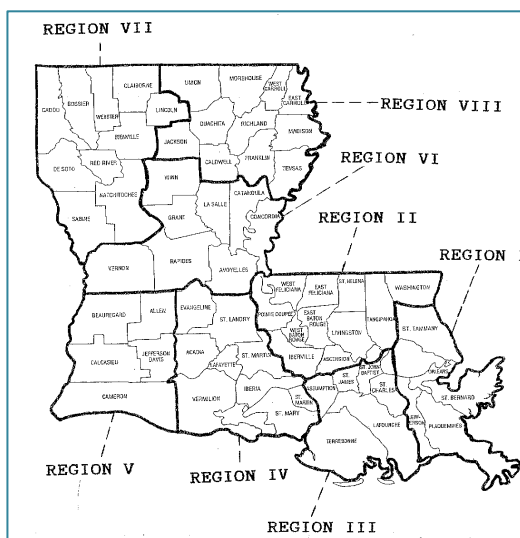 REGION VII
UNION
MOREHOUSE
WEST
CARROLL
EAST
CARROLL
CLAIBORNE
CADDO
BOSSIER
WEBSTER
LINCOLN
REGION VIII
OUACHITA
RICHLAND
MADISON
BIENVILLE
JACKSON
DE SOTO
RED RIVER
CALDWELL
FRANKLIN
TENSAS
REGION VI
WINN
NATCHITOCHES
LA SALLE
CATAHOULA
CONCORDIA
SABINE
GRANT
REGION II
VERNON
RAPIDES
AVOYELLES
REGION I
WEST
FELICIANA
EAST
FELICIANA
ST. HELENA
WASHINGTON
BEAUREGARD
ALLEN
EVANGELINE
ST. LANDRY
POINTE COUPEE
EAST
BATON
ROUGE
WEST
BATON
ROUGE
LIVINGSTON
TANGIPAHOA
ST. TAMMANY
CALCASIEU
JEFFERSON
DAVIS
ACADIA
LAFAYETTE
ST. MARTIN
IBERVILLE
ASCENSION
ORLEANS
CAMERON
VERMILION
IBERIA
ST.
MARTIN
ST. MARY
ASSUMPTION
ST.
JAMES
ST. JOHN
BAPTIST
ST.
CHARLES
ST. BERNARD
JEFFERSON
PLAQUEMINES
LAFOURCHE
TERREBONNE
REGION V
REGION IV
REGION III